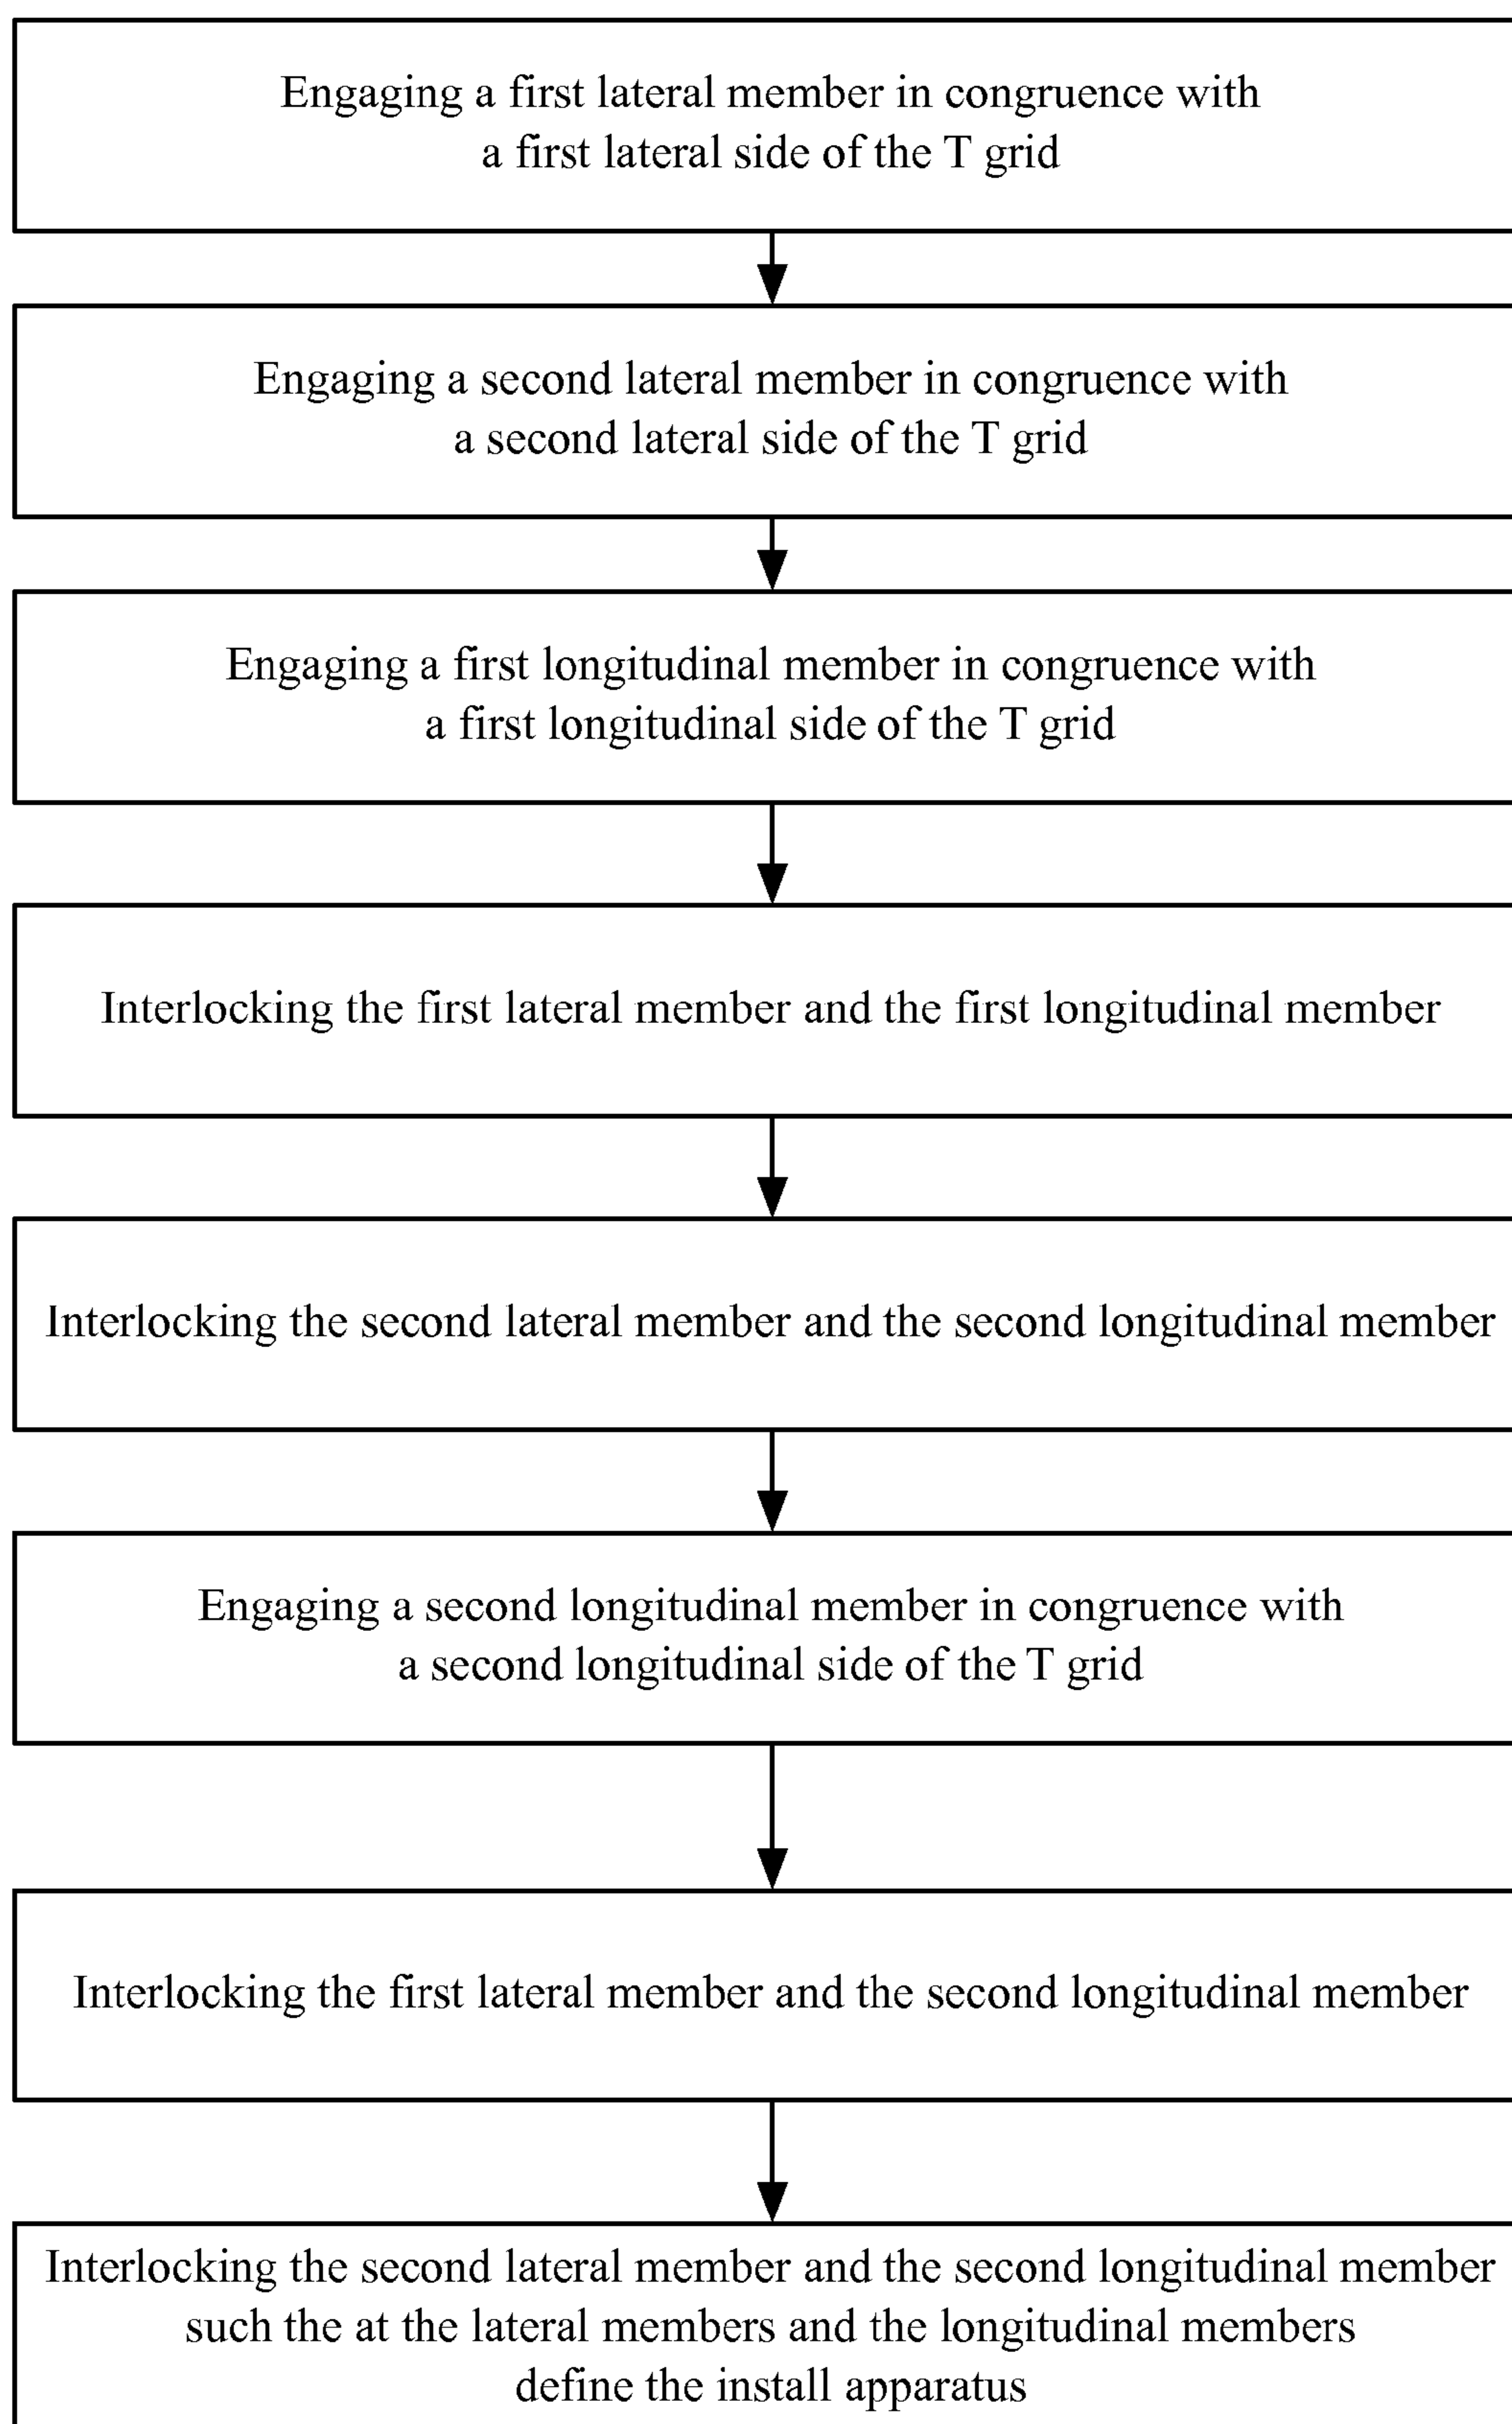 Engaging a first lateral member in congruence with
a first lateral side of the T grid
Engaging a second lateral member in congruence with
a second lateral side of the T grid
Engaging a first longitudinal member in congruence with
a first longitudinal side of the T grid
Interlocking the first lateral member and the first longitudinal member
Interlocking the second lateral member and the second longitudinal member
Engaging a second longitudinal member in congruence with
a second longitudinal side of the T grid
Interlocking the first lateral member and the second longitudinal member
Interlocking the second lateral member and the second longitudinal member
such the at the lateral members and the longitudinal members
define the install apparatus